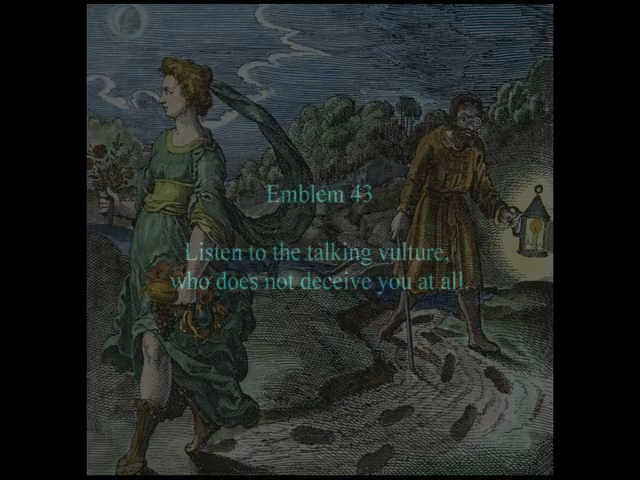 Emblem 43
Listen to the talking vulture,
who does not deceive you at all.